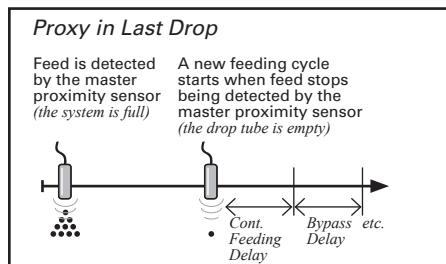 Proxy in Last Drop
Feed is detected
by the master
proximity sensor
(the system is full)
A new feeding cycle
starts when feed stops
being detected by the
master proximity sensor
(the drop tube is empty)
Cont.
Feeding
Delay
Bypass
Delay
etc.